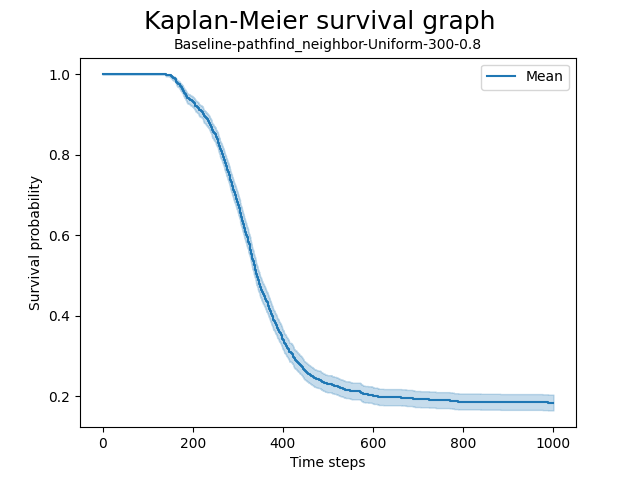 Kaplan-Meier survival graph
Baseline-pathfind_neighbor-Uniform-300-0.8
Mean
Survival probability
1.0
0.8
0.6
0.4
0.2
0 200 400 600 800 1000
Time steps